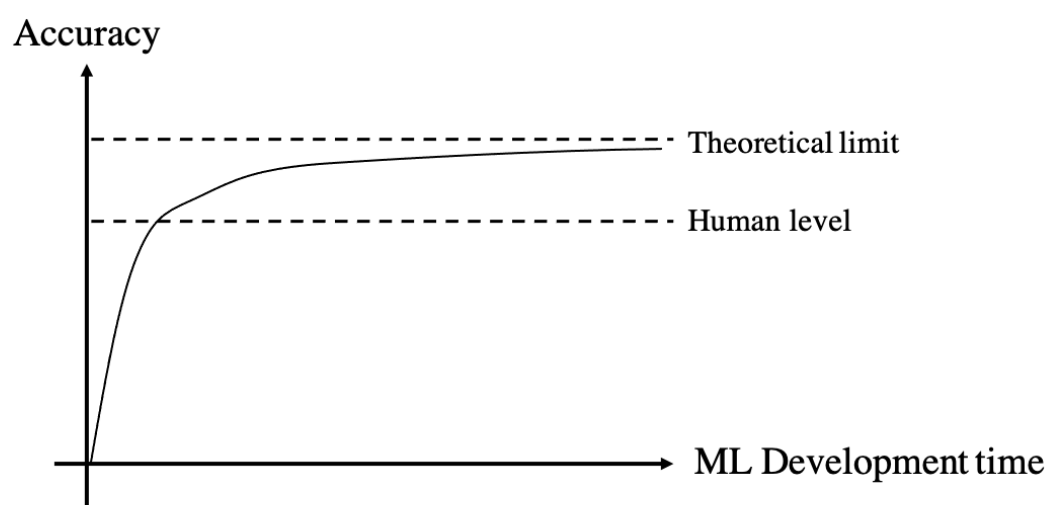 Accuracy
Theoretical limit
Human level
ML Development time